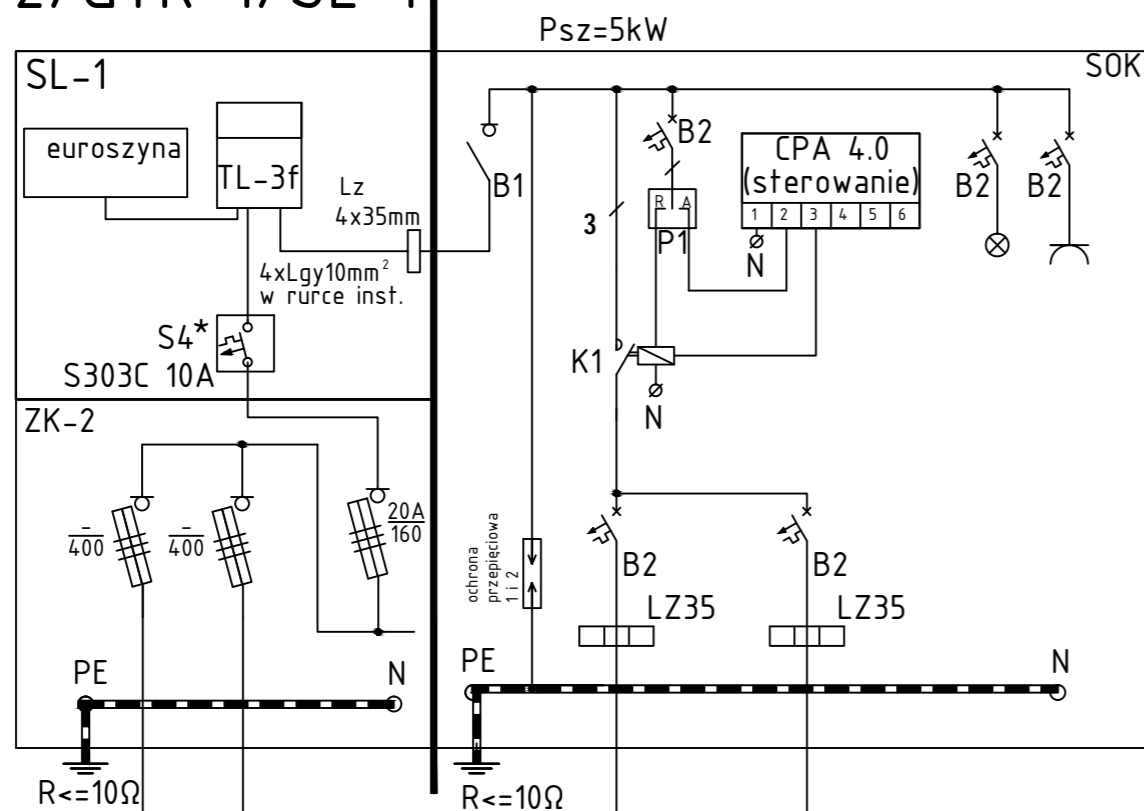 Psz=5kW
SL-1
SOK
euroszyna
TL-3f
Lz
4x35mm
4xLgy10mm²
w rurce inst.
S4*
S303C 10A
B1
3
B2
R A
P1
CPA 4.0
(sterowanie)
1 2 3 4 5 6
N
B2
B2
K1
N
ZK-2
-
400
-
400
20A
160
ochrona
przepięciowa
1 i 2
B2
B2
LZ35
LZ35
PE
N
PE
N
R<=10Ω
R<=10Ω